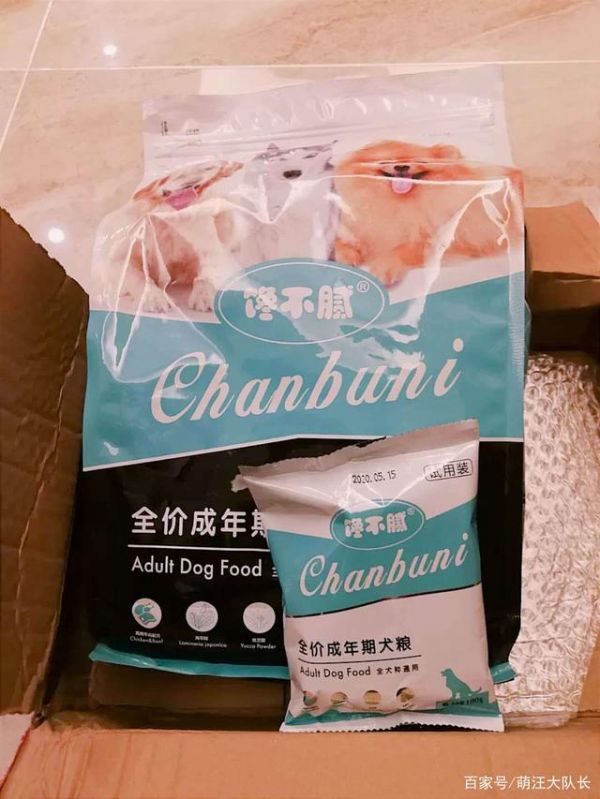 馋不腻®
Chanbuni
全价成年期
Adult Dog Food
Chicken&beef
Laminaria japonica
Yucca Powder
2020.05.15
试用装
馋不腻®
Chanbuni
全价成年期犬粮
Adult Dog Food 全犬种通用
100g
百家号/萌汪大队长